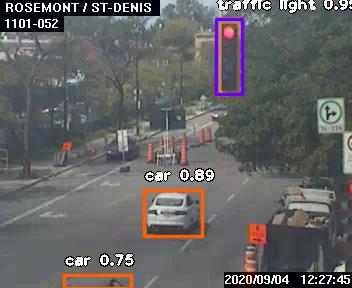 ROSEMONT / ST-DENIS
1101-052
traffic light 0.9
car 0.89
car 0.75
2020/09/04 12:27:45